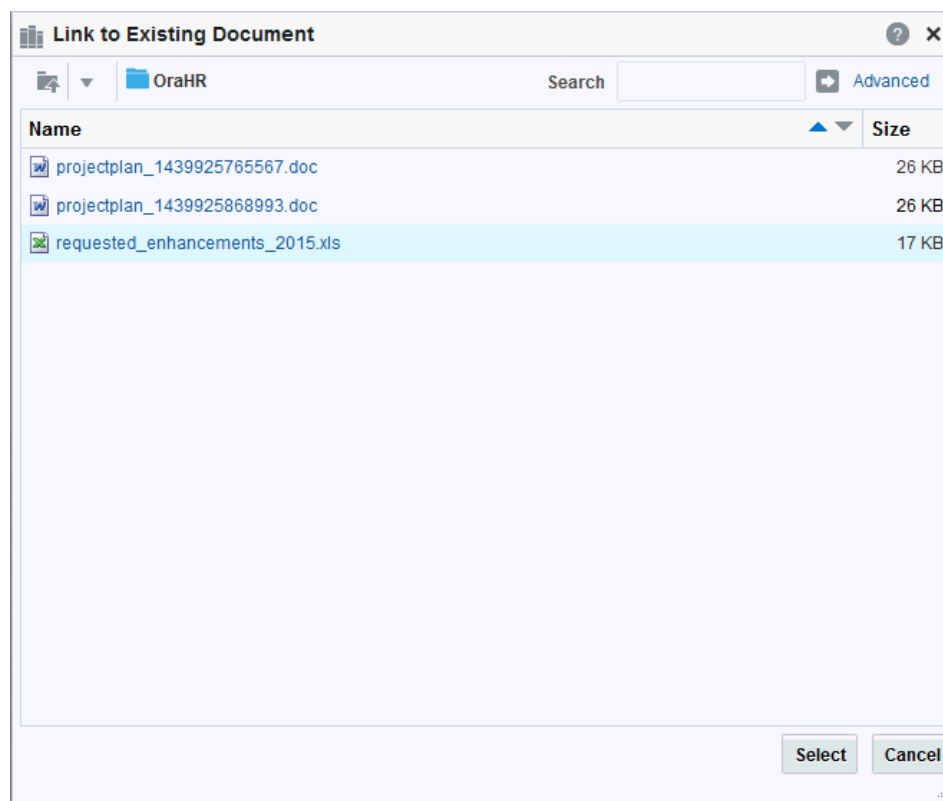 Link to Existing Document
OraHR Search Advanced
Name Size
projectplan_1439925765567.doc 26 KB
projectplan_1439925868993.doc 26 KB
requested_enhancements_2015.xls 17 KB
Select Cancel